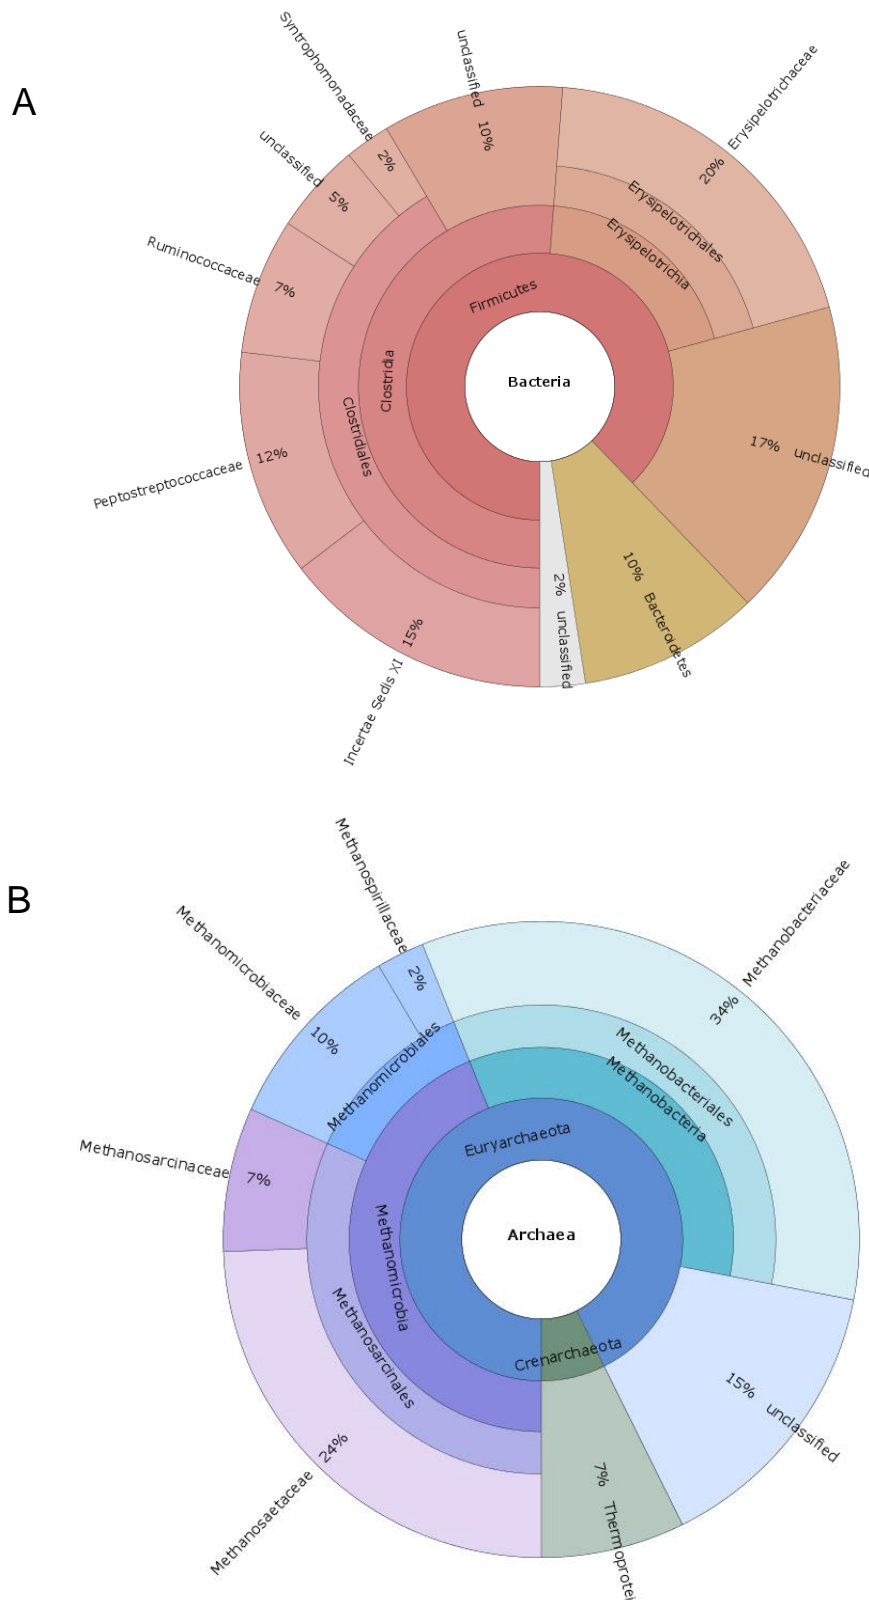 A
Syntrophomonadaceae
2%
unclassified
10%
Erysipelotrichaceae
20%
unclassified
5%
Erysipelotrichales
Erysipelotrichia
Ruminococcaceae
7%
Firmicutes
Clostridia
Bacteria
Clostridiales
Peptostreptococcaceae
12%
17% unclassified
Incertae Sedis XI
15%
2% unclassified
10% Bacteroidetes
B
Methanospirillaceae
2%
Methanobacteriaceae
34%
Methanomicrobiaceae
10%
Methanomicrobiales
Methanobacteriales
Methanobacteria
Methanosarcinaceae
7%
Euryarchaeota
Archaea
Methanomicrobia
Methanosarcinales
Crenarchaeota
15% unclassified
24%
Methanosaetaceae
7% Thermoprotei